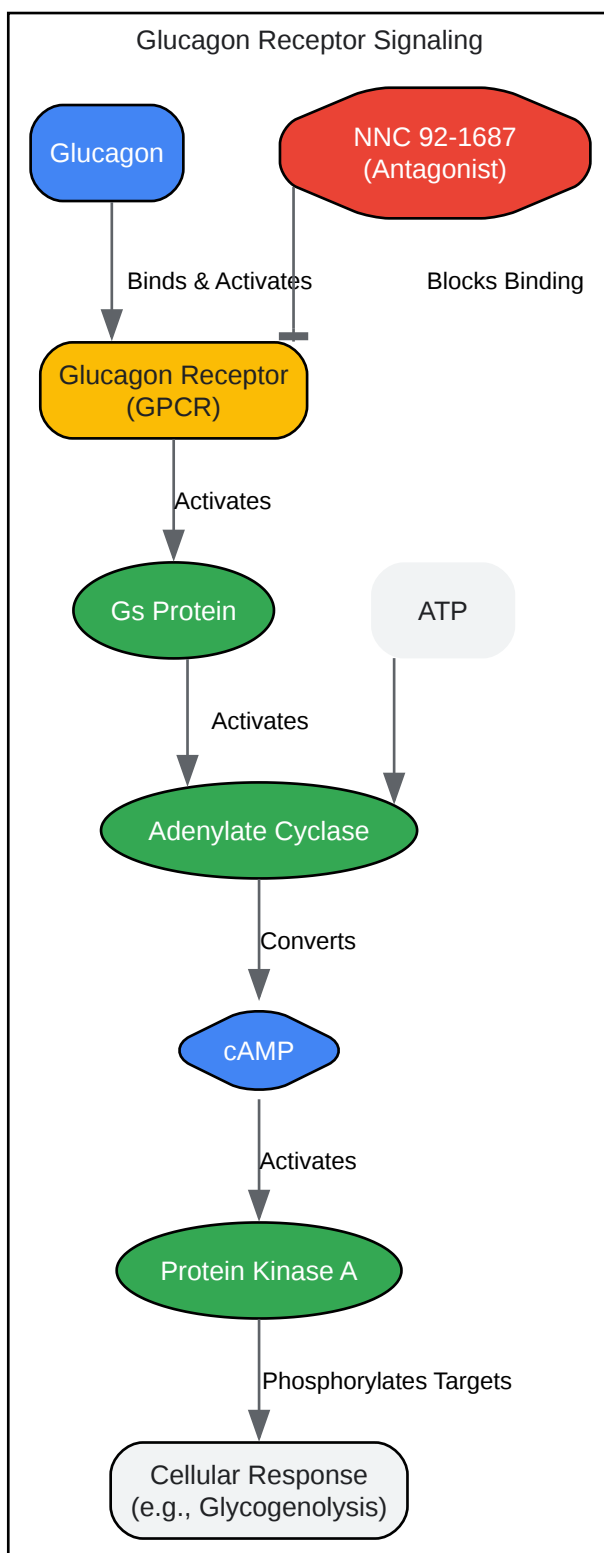 Glucagon Receptor Signaling
Glucagon
NNC 92-1687
(Antagonist)
Binds & Activates
Blocks Binding
Glucagon Receptor
(GPCR)
Activates
Gs Protein
ATP
Activates
Adenylate Cyclase
Converts
cAMP
Activates
Protein Kinase A
Phosphorylates Targets
Cellular Response
(e.g., Glycogenolysis)